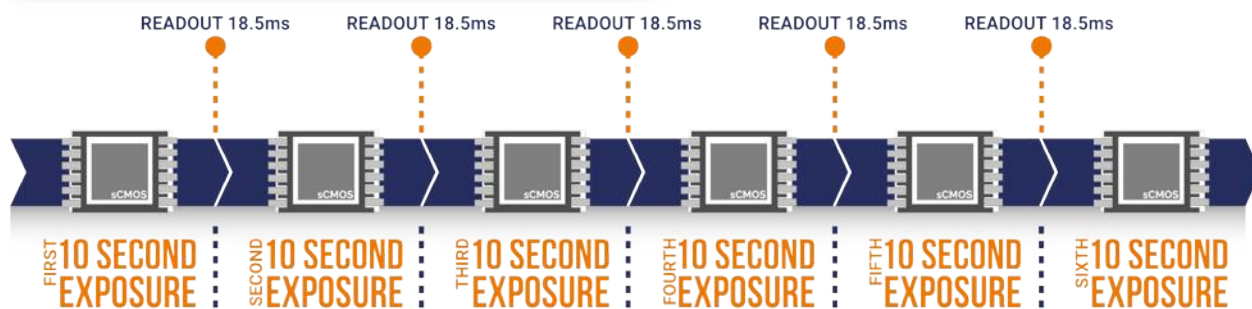 READOUT 18.5ms
READOUT 18.5ms
READOUT 18.5ms
READOUT 18.5ms
READOUT 18.5ms
sCMOS
sCMOS
sCMOS
sCMOS
sCMOS
sCMOS
FIRST
10 SECOND
EXPOSURE
SECOND
10 SECOND
EXPOSURE
THIRD
10 SECOND
EXPOSURE
FOURTH
10 SECOND
EXPOSURE
FIFTH
10 SECOND
EXPOSURE
SIXTH
10 SECOND
EXPOSURE